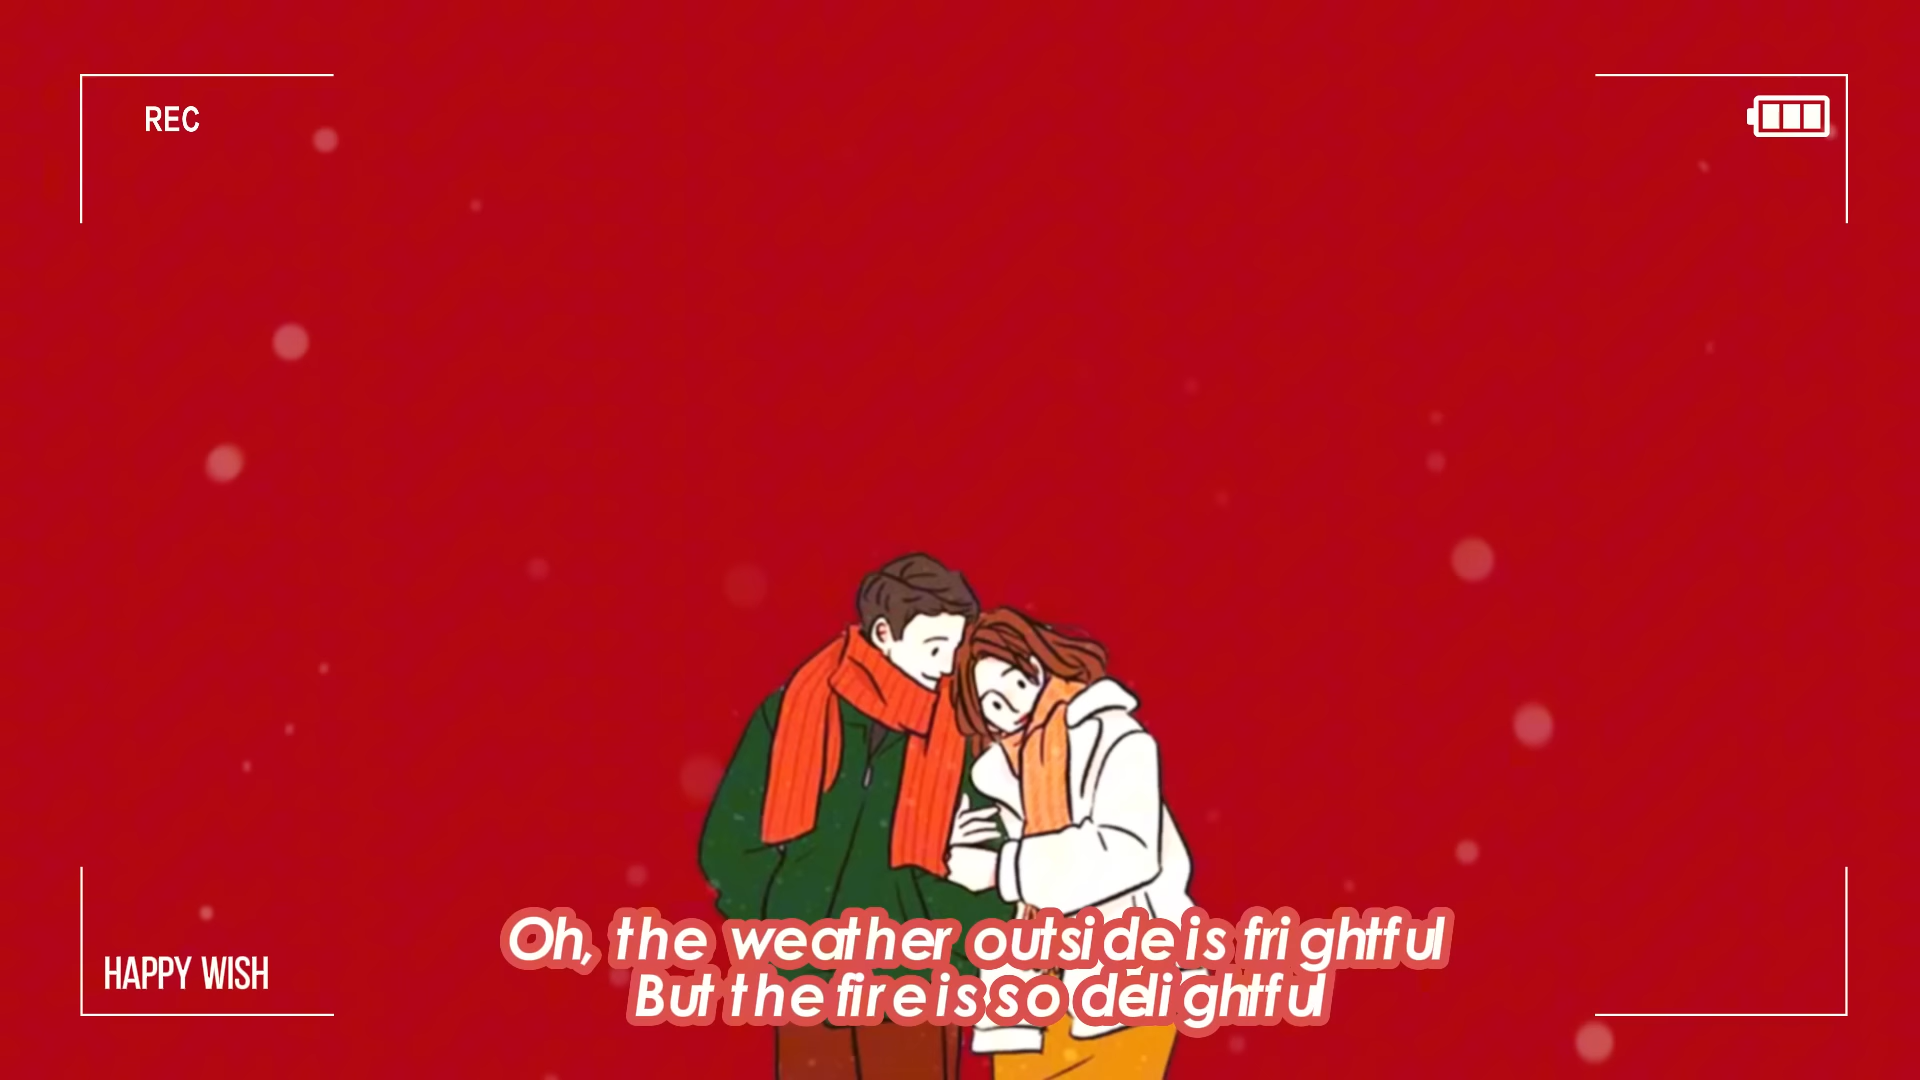 REC
Oh, the weather outside is frightful
But the fire is so delightful
HAPPY WISH